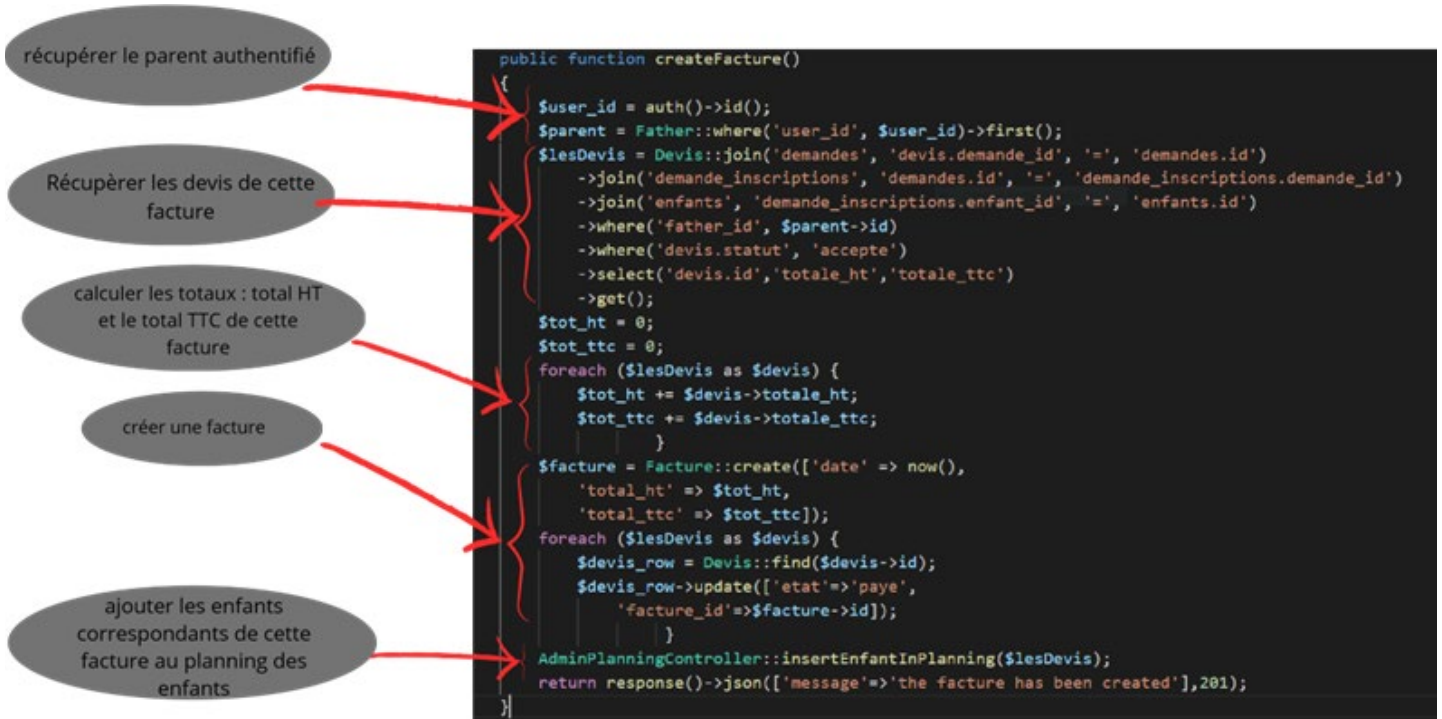 récupérer le parent authentifié
Récupèrer les devis de cette
facture
calculer les totaux : total HT
et le total TTC de cette
facture
créer une facture
ajouter les enfants
correspondants de cette
facture au planning des
enfants
public function createFacture()
{
$user_id = auth()->id();
$parent = Father::where('user_id', $user_id)->first();
$lesDevis = Devis::join('demandes', 'devis.demande_id', '=', 'demandes.id')
->join('demande_inscriptions', 'demandes.id', '=', 'demande_inscriptions.demande_id')
->join('enfants', 'demande_inscriptions.enfant_id', '=', 'enfants.id')
->where('father_id', $parent->id)
->where('devis.statut', 'accepte')
->select('devis.id','totale_ht','totale_ttc')
->get();
$tot_ht = 0;
$tot_ttc = 0;
foreach ($lesDevis as $devis) {
$tot_ht += $devis->totale_ht;
$tot_ttc += $devis->totale_ttc;
}
$facture = Facture::create(['date' => now(),
'total_ht' => $tot_ht,
'total_ttc' => $tot_ttc]);
foreach ($lesDevis as $devis) {
$devis_row = Devis::find($devis->id);
$devis_row->update(['etat'=>'paye',
'facture_id'=>$facture->id]);
}
AdminPlanningController::insertEnfantInPlanning($lesDevis);
return response()->json(['message'=>'the facture has been created'],201);
}